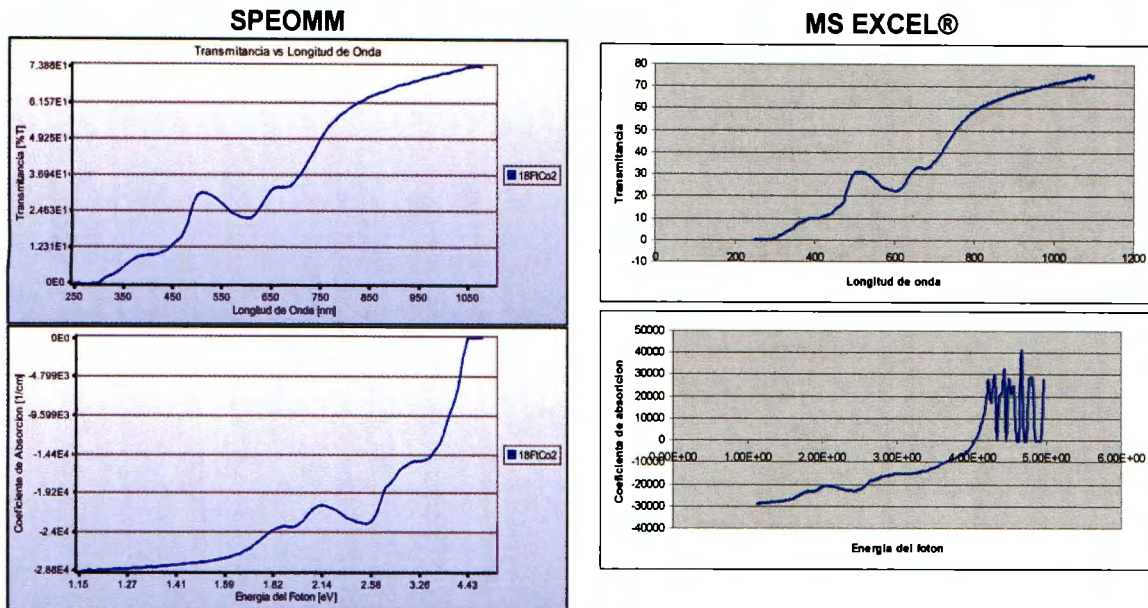 SPEOMM
MS EXCEL®
Transmitancia vs Longitud de Onda
Transmitancia [%T]
7.388E1
6.157E1
4.925E1
3.694E1
2.463E1
1.231E1
0E0
250 350 450 550 650 750 850 950 1050
Longitud de Onda [nm]
18FtCo2
Transmitancia
80
70
60
50
40
30
20
10
0
-10
0 200 400 600 800 1000 1200
Longitud de onda
Coeficiente de Absorcion [1/cm]
0E0
-4.799E3
-9.599E3
-1.44E4
-1.92E4
-2.4E4
-2.88E4
1.15 1.27 1.41 1.59 1.82 2.14 2.58 3.26 4.43
Energia del Foton [eV]
18FtCo2
Coeficiente de absoricion
50000
40000
30000
20000
10000
0
-10000
-20000
-30000
-40000
0.00E+00 1.00E+00 2.00E+00 3.00E+00 4.00E+00 5.00E+00 6.00E+00
Energia del foton